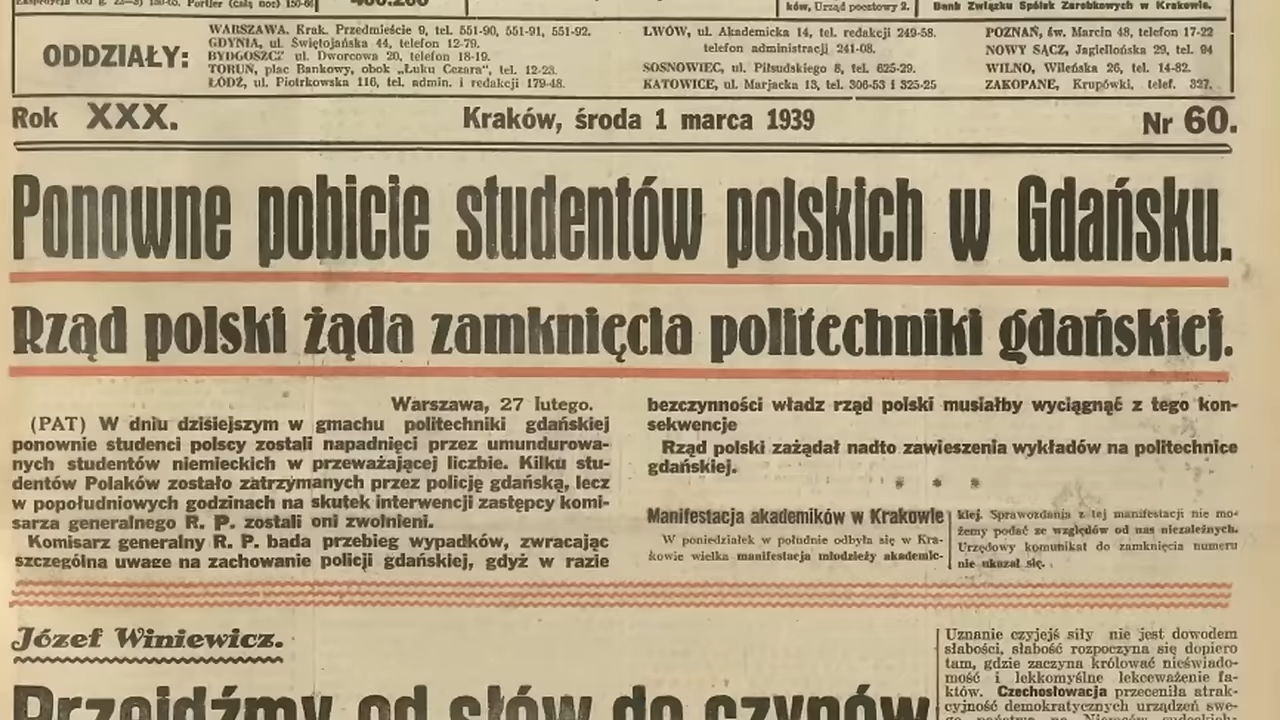 Portier (całą noc) 150-66
ków, Urząd pocztowy 2.
Bank Związku Spółek Zarobkowych w Krakowie.
ODDZIAŁY:
WARSZAWA. Krak. Przedmieście 9, tel. 551-90, 551-91, 551-92.
GDYNIA, ul. Świętojańska 44, telefon 12-79.
BYDGOSZCZ ul. Dworcowa 20, telefon 18-19.
TORUŃ, plac Bankowy, obok „Łuku Cezara", tel. 12-23.
ŁÓDŹ, ul. Piotrkowska 116, tel. admin. i redakcji 179-48.
LWÓW, ul. Akademicka 14, tel. redakcji 249-58.
telefon administracji 241-08.
SOSNOWIEC, ul. Piłsudskiego 8, tel. 625-29.
KATOWICE, ul. Marjacka 13, tel. 306-53 i 325-25
POZNAŃ, św. Marcin 48, telefon 17-22
NOWY SĄCZ, Jagiellońska 29, tel. 94
WILNO, Wileńska 26, tel. 14-82.
ZAKOPANE, Krupówki, telef. 327.
Rok XXX.
Kraków, środa 1 marca 1939
Nr 60.
Ponowne pobicie studentów polskich w Gdańsku.
Rząd polski żąda zamknięcia politechniki gdańskiej.
Warszawa, 27 lutego.
(PAT) W dniu dzisiejszym w gmachu politechniki gdańskiej
ponownie studenci polscy zostali napadnięci przez umundurowa-
nych studentów niemieckich w przeważającej liczbie. Kilku stu-
dentów Polaków zostało zatrzymanych przez policję gdańską, lecz
w popołudniowych godzinach na skutek interwencji zastępcy komi-
sarza generalnego R. P. zostali oni zwolnieni.
Komisarz generalny R. P. bada przebieg wypadków, zwracając
szczególną uwagę na zachowanie policji gdańskiej, gdyż w razie
bezczynności władz rząd polski musiałby wyciągnąć z tego kon-
sekwencje
Rząd polski zażądał nadto zawieszenia wykładów na politechnice
gdańskiej.
* * *
Manifestacja akademików w Krakowie
W poniedziałek w południe odbyła się w Kra-
kowie wielka manifestacja młodzieży akademic-
kiej. Sprawozdania z tej manifestacji nie mo-
żemy podać ze względów od nas niezależnych.
Urzędowy komunikat do zamknięcia numeru
nie ukazał się.
Józef Winiewicz.
Przejdźmy od słów do czynów
Uznanie czyjejś siły nie jest dowodem
słabości, słabość rozpoczyna się dopiero
tam, gdzie zaczyna królować nieświado-
mość i lekkomyślne lekceważenie fa-
któw. Czechosłowacja przeceniła atrak-
cyjność demokratycznych urządzeń swe-